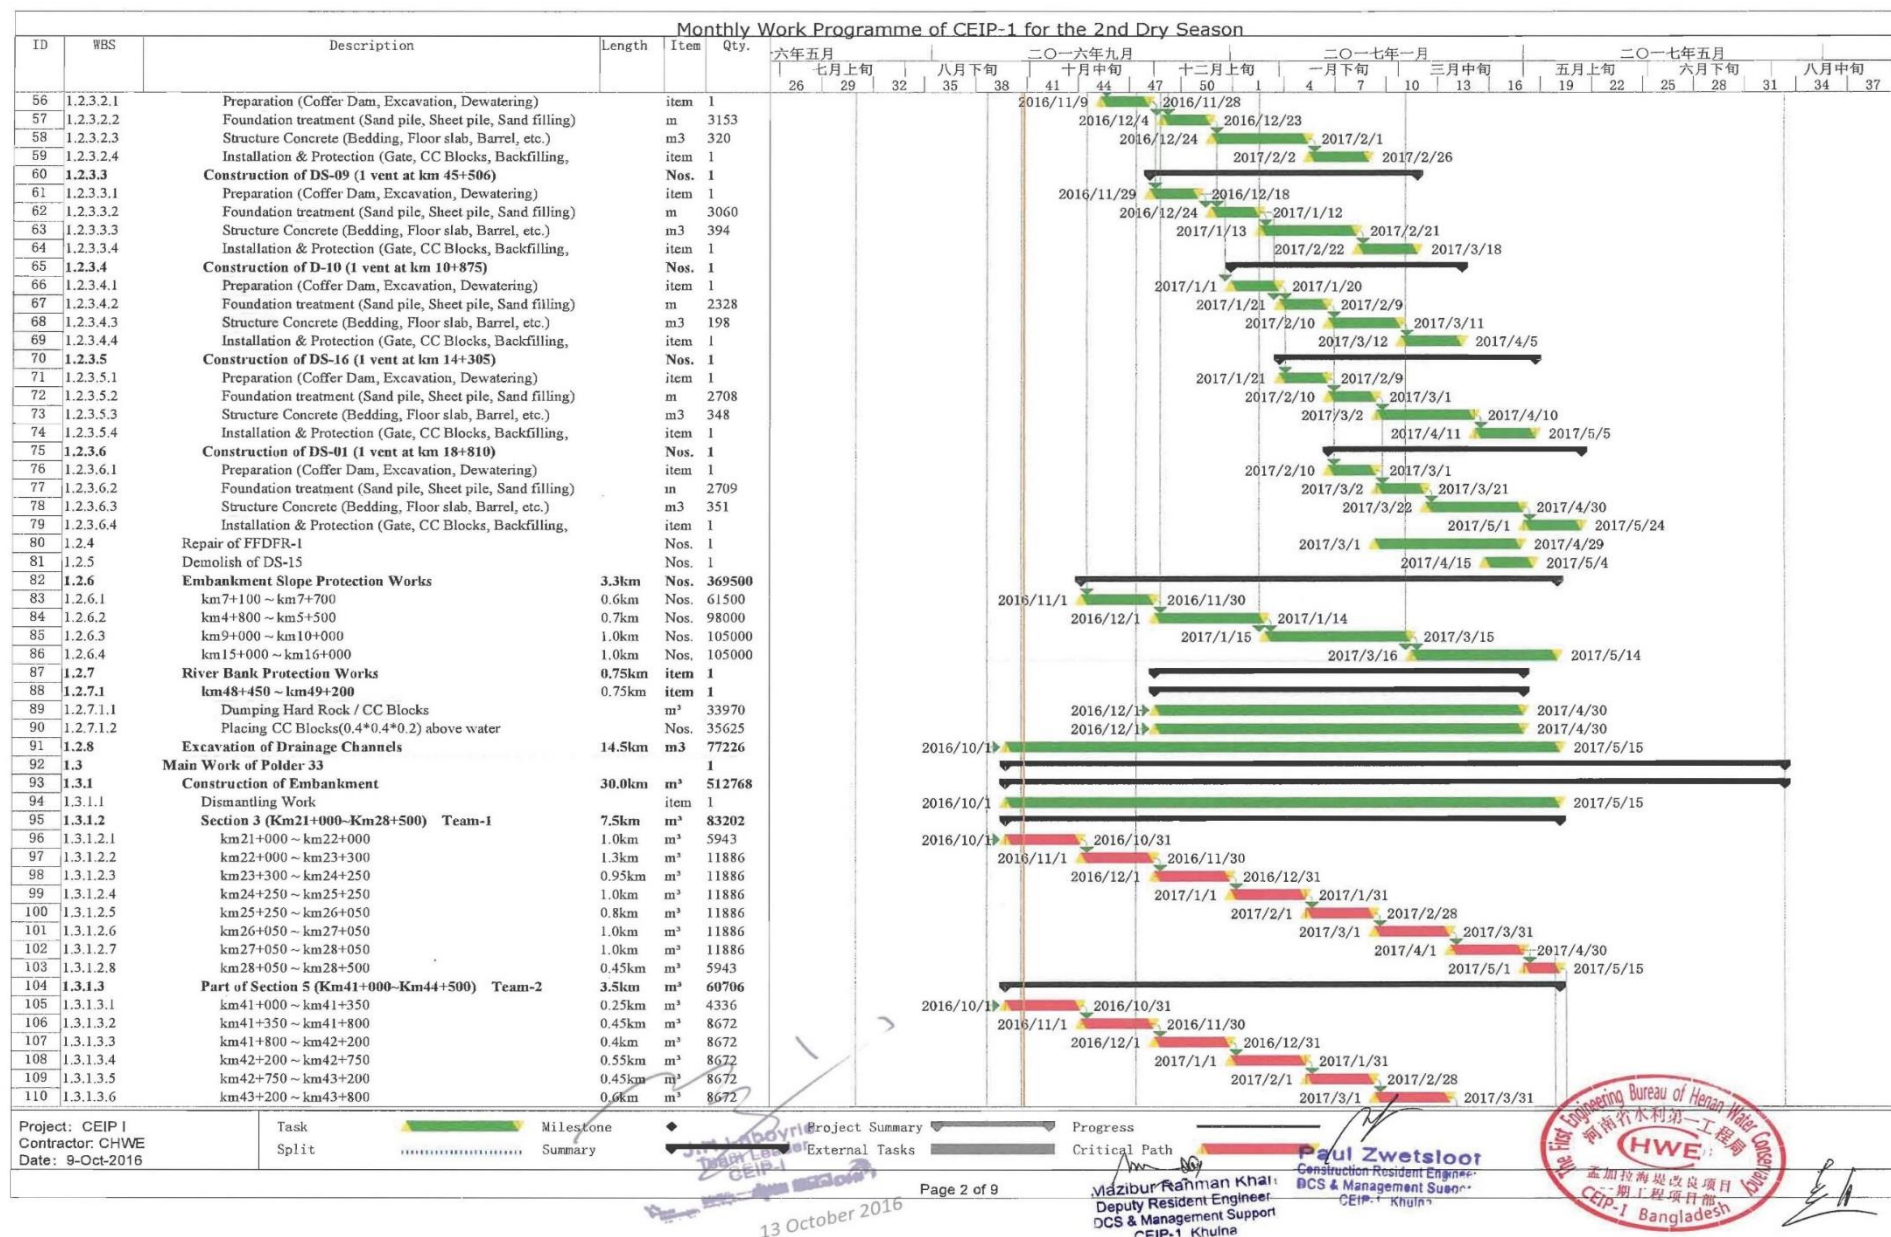 Monthly Work Programme of CEIP-1 for the 2nd Dry Season
ID WBS Description Length Item Qty.
六年五月 二〇一六年九月 二〇一七年一月 二〇一七年五月
七月上旬 八月下旬 十月中旬 十二月上旬 一月下旬 三月中旬 五月上旬 六月下旬 八月中旬
26 29 32 35 38 41 44 47 50 1 4 7 10 13 16 19 22 25 28 31 34 37
56 1.2.3.2.1 Preparation (Coffer Dam, Excavation, Dewatering) item 1 2016/11/9 2016/11/28
57 1.2.3.2.2 Foundation treatment (Sand pile, Sheet pile, Sand filling) m 3153 2016/12/4 2016/12/23
58 1.2.3.2.3 Structure Concrete (Bedding, Floor slab, Barrel, etc.) m3 320 2016/12/24 2017/2/1
59 1.2.3.2.4 Installation & Protection (Gate, CC Blocks, Backfilling, item 1 2017/2/2 2017/2/26
60 1.2.3.3 Construction of DS-09 (1 vent at km 45+506) Nos. 1
61 1.2.3.3.1 Preparation (Coffer Dam, Excavation, Dewatering) item 1 2016/11/29 2016/12/18
62 1.2.3.3.2 Foundation treatment (Sand pile, Sheet pile, Sand filling) m 3060 2016/12/24 2017/1/12
63 1.2.3.3.3 Structure Concrete (Bedding, Floor slab, Barrel, etc.) m3 394 2017/1/13 2017/2/21
64 1.2.3.3.4 Installation & Protection (Gate, CC Blocks, Backfilling, item 1 2017/2/22 2017/3/18
65 1.2.3.4 Construction of D-10 (1 vent at km 10+875) Nos. 1
66 1.2.3.4.1 Preparation (Coffer Dam, Excavation, Dewatering) item 1 2017/1/1 2017/1/20
67 1.2.3.4.2 Foundation treatment (Sand pile, Sheet pile, Sand filling) m 2328 2017/1/21 2017/2/9
68 1.2.3.4.3 Structure Concrete (Bedding, Floor slab, Barrel, etc.) m3 198 2017/2/10 2017/3/11
69 1.2.3.4.4 Installation & Protection (Gate, CC Blocks, Backfilling, item 1 2017/3/12 2017/4/5
70 1.2.3.5 Construction of DS-16 (1 vent at km 14+305) Nos. 1
71 1.2.3.5.1 Preparation (Coffer Dam, Excavation, Dewatering) item 1 2017/1/21 2017/2/9
72 1.2.3.5.2 Foundation treatment (Sand pile, Sheet pile, Sand filling) m 2708 2017/2/10 2017/3/1
73 1.2.3.5.3 Structure Concrete (Bedding, Floor slab, Barrel, etc.) m3 348 2017/3/2 2017/4/10
74 1.2.3.5.4 Installation & Protection (Gate, CC Blocks, Backfilling, item 1 2017/4/11 2017/5/5
75 1.2.3.6 Construction of DS-01 (1 vent at km 18+810) Nos. 1
76 1.2.3.6.1 Preparation (Coffer Dam, Excavation, Dewatering) item 1 2017/2/10 2017/3/1
77 1.2.3.6.2 Foundation treatment (Sand pile, Sheet pile, Sand filling) m 2709 2017/3/2 2017/3/21
78 1.2.3.6.3 Structure Concrete (Bedding, Floor slab, Barrel, etc.) m3 351 2017/3/22 2017/4/30
79 1.2.3.6.4 Installation & Protection (Gate, CC Blocks, Backfilling, item 1 2017/5/1 2017/5/24
80 1.2.4 Repair of FFDFR-1 Nos. 1 2017/3/1 2017/4/29
81 1.2.5 Demolish of DS-15 Nos. 1 2017/4/15 2017/5/4
82 1.2.6 Embankment Slope Protection Works 3.3km Nos. 369500
83 1.2.6.1 km7+100~km7+700 0.6km Nos. 61500 2016/11/1 2016/11/30
84 1.2.6.2 km4+800~km5+500 0.7km Nos. 98000 2016/12/1 2017/1/14
85 1.2.6.3 km9+000~km10+000 1.0km Nos. 105000 2017/1/15 2017/3/15
86 1.2.6.4 km15+000~km16+000 1.0km Nos. 105000 2017/3/16 2017/5/14
87 1.2.7 River Bank Protection Works 0.75km item 1
88 1.2.7.1 km48+450~km49+200 0.75km item 1
89 1.2.7.1.1 Dumping Hard Rock / CC Blocks m³ 33970 2016/12/1 2017/4/30
90 1.2.7.1.2 Placing CC Blocks(0.4*0.4*0.2) above water Nos. 35625 2016/12/1 2017/4/30
91 1.2.8 Excavation of Drainage Channels 14.5km m3 77226 2016/10/1 2017/5/15
92 1.3 Main Work of Polder 33 1
93 1.3.1 Construction of Embankment 30.0km m³ 512768
94 1.3.1.1 Dismantling Work item 1 2016/10/1 2017/5/15
95 1.3.1.2 Section 3 (Km21+000~Km28+500) Team-1 7.5km m³ 83202
96 1.3.1.2.1 km21+000~km22+000 1.0km m³ 5943 2016/10/1 2016/10/31
97 1.3.1.2.2 km22+000~km23+300 1.3km m³ 11886 2016/11/1 2016/11/30
98 1.3.1.2.3 km23+300~km24+250 0.95km m³ 11886 2016/12/1 2016/12/31
99 1.3.1.2.4 km24+250~km25+250 1.0km m³ 11886 2017/1/1 2017/1/31
100 1.3.1.2.5 km25+250~km26+050 0.8km m³ 11886 2017/2/1 2017/2/28
101 1.3.1.2.6 km26+050~km27+050 1.0km m³ 11886 2017/3/1 2017/3/31
102 1.3.1.2.7 km27+050~km28+050 1.0km m³ 11886 2017/4/1 2017/4/30
103 1.3.1.2.8 km28+050~km28+500 0.45km m³ 5943 2017/5/1 2017/5/15
104 1.3.1.3 Part of Section 5 (Km41+000~Km44+500) Team-2 3.5km m³ 60706
105 1.3.1.3.1 km41+000~km41+350 0.25km m³ 4336 2016/10/1 2016/10/31
106 1.3.1.3.2 km41+350~km41+800 0.45km m³ 8672 2016/11/1 2016/11/30
107 1.3.1.3.3 km41+800~km42+200 0.4km m³ 8672 2016/12/1 2016/12/31
108 1.3.1.3.4 km42+200~km42+750 0.55km m³ 8672 2017/1/1 2017/1/31
109 1.3.1.3.5 km42+750~km43+200 0.45km m³ 8672 2017/2/1 2017/2/28
110 1.3.1.3.6 km43+200~km43+800 0.6km m³ 8672 2017/3/1 2017/3/31
Project: CEIP I Task Milestone Project Summary Progress
Contractor: CHWE Split Summary External Tasks Critical Path
Date: 9-Oct-2016
Page 2 of 9
Team Leader
CEIP-I
13 October 2016
Mazibur Rahman Khan
Deputy Resident Engineer
DCS & Management Support
CEIP-1, Khulna
Paul Zwetsloot
Construction Resident Engineer
DCS & Management
CEIP-1 Khulna
The First Engineering Bureau of Henan Water Conservancy
河南省水利第一工程局
HWE
孟加拉海堤改良项目
一期工程项目部
CEIP-1 Bangladesh